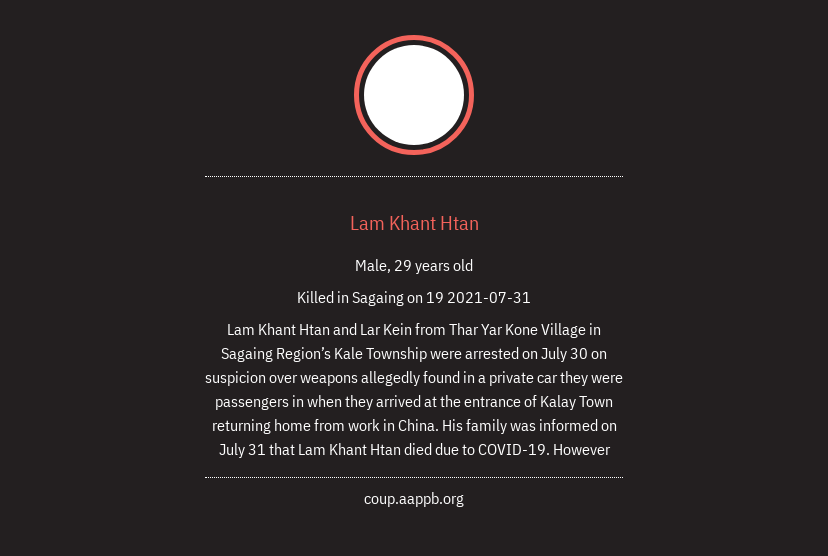 Lam Khant Htan
Male, 29 years old
Killed in Sagaing on 19 2021-07-31
Lam Khant Htan and Lar Kein from Thar Yar Kone Village in
Sagaing Region’s Kale Township were arrested on July 30 on
suspicion over weapons allegedly found in a private car they were
passengers in when they arrived at the entrance of Kalay Town
returning home from work in China. His family was informed on
July 31 that Lam Khant Htan died due to COVID-19. However
coup.aappb.org